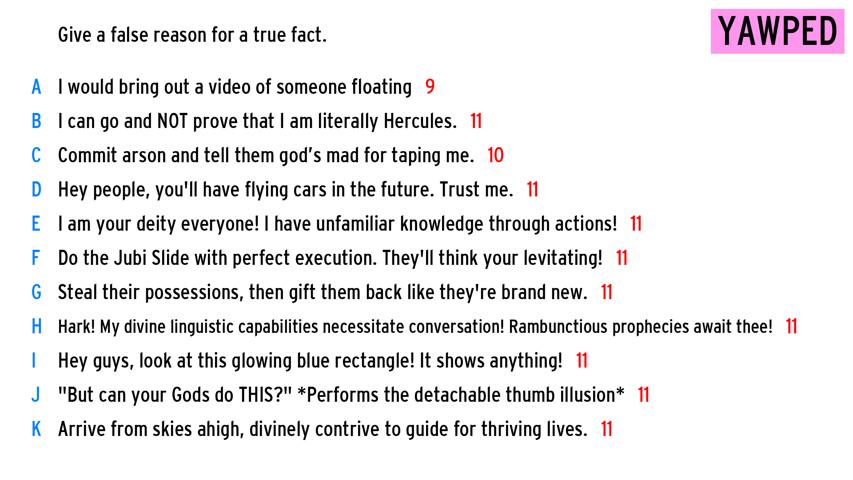 Give a false reason for a true fact.
YAWPED
A I would bring out a video of someone floating 9
B I can go and NOT prove that I am literally Hercules. 11
C Commit arson and tell them god's mad for taping me. 10
D Hey people, you'll have flying cars in the future. Trust me. 11
E I am your deity everyone! I have unfamiliar knowledge through actions! 11
F Do the Jubi Slide with perfect execution. They'll think your levitating! 11
G Steal their possessions, then gift them back like they're brand new. 11
H Hark! My divine linguistic capabilities necessitate conversation! Rambunctious prophecies await thee! 11
I Hey guys, look at this glowing blue rectangle! It shows anything! 11
J "But can your Gods do THIS?" *Performs the detachable thumb illusion* 11
K Arrive from skies ahigh, divinely contrive to guide for thriving lives. 11